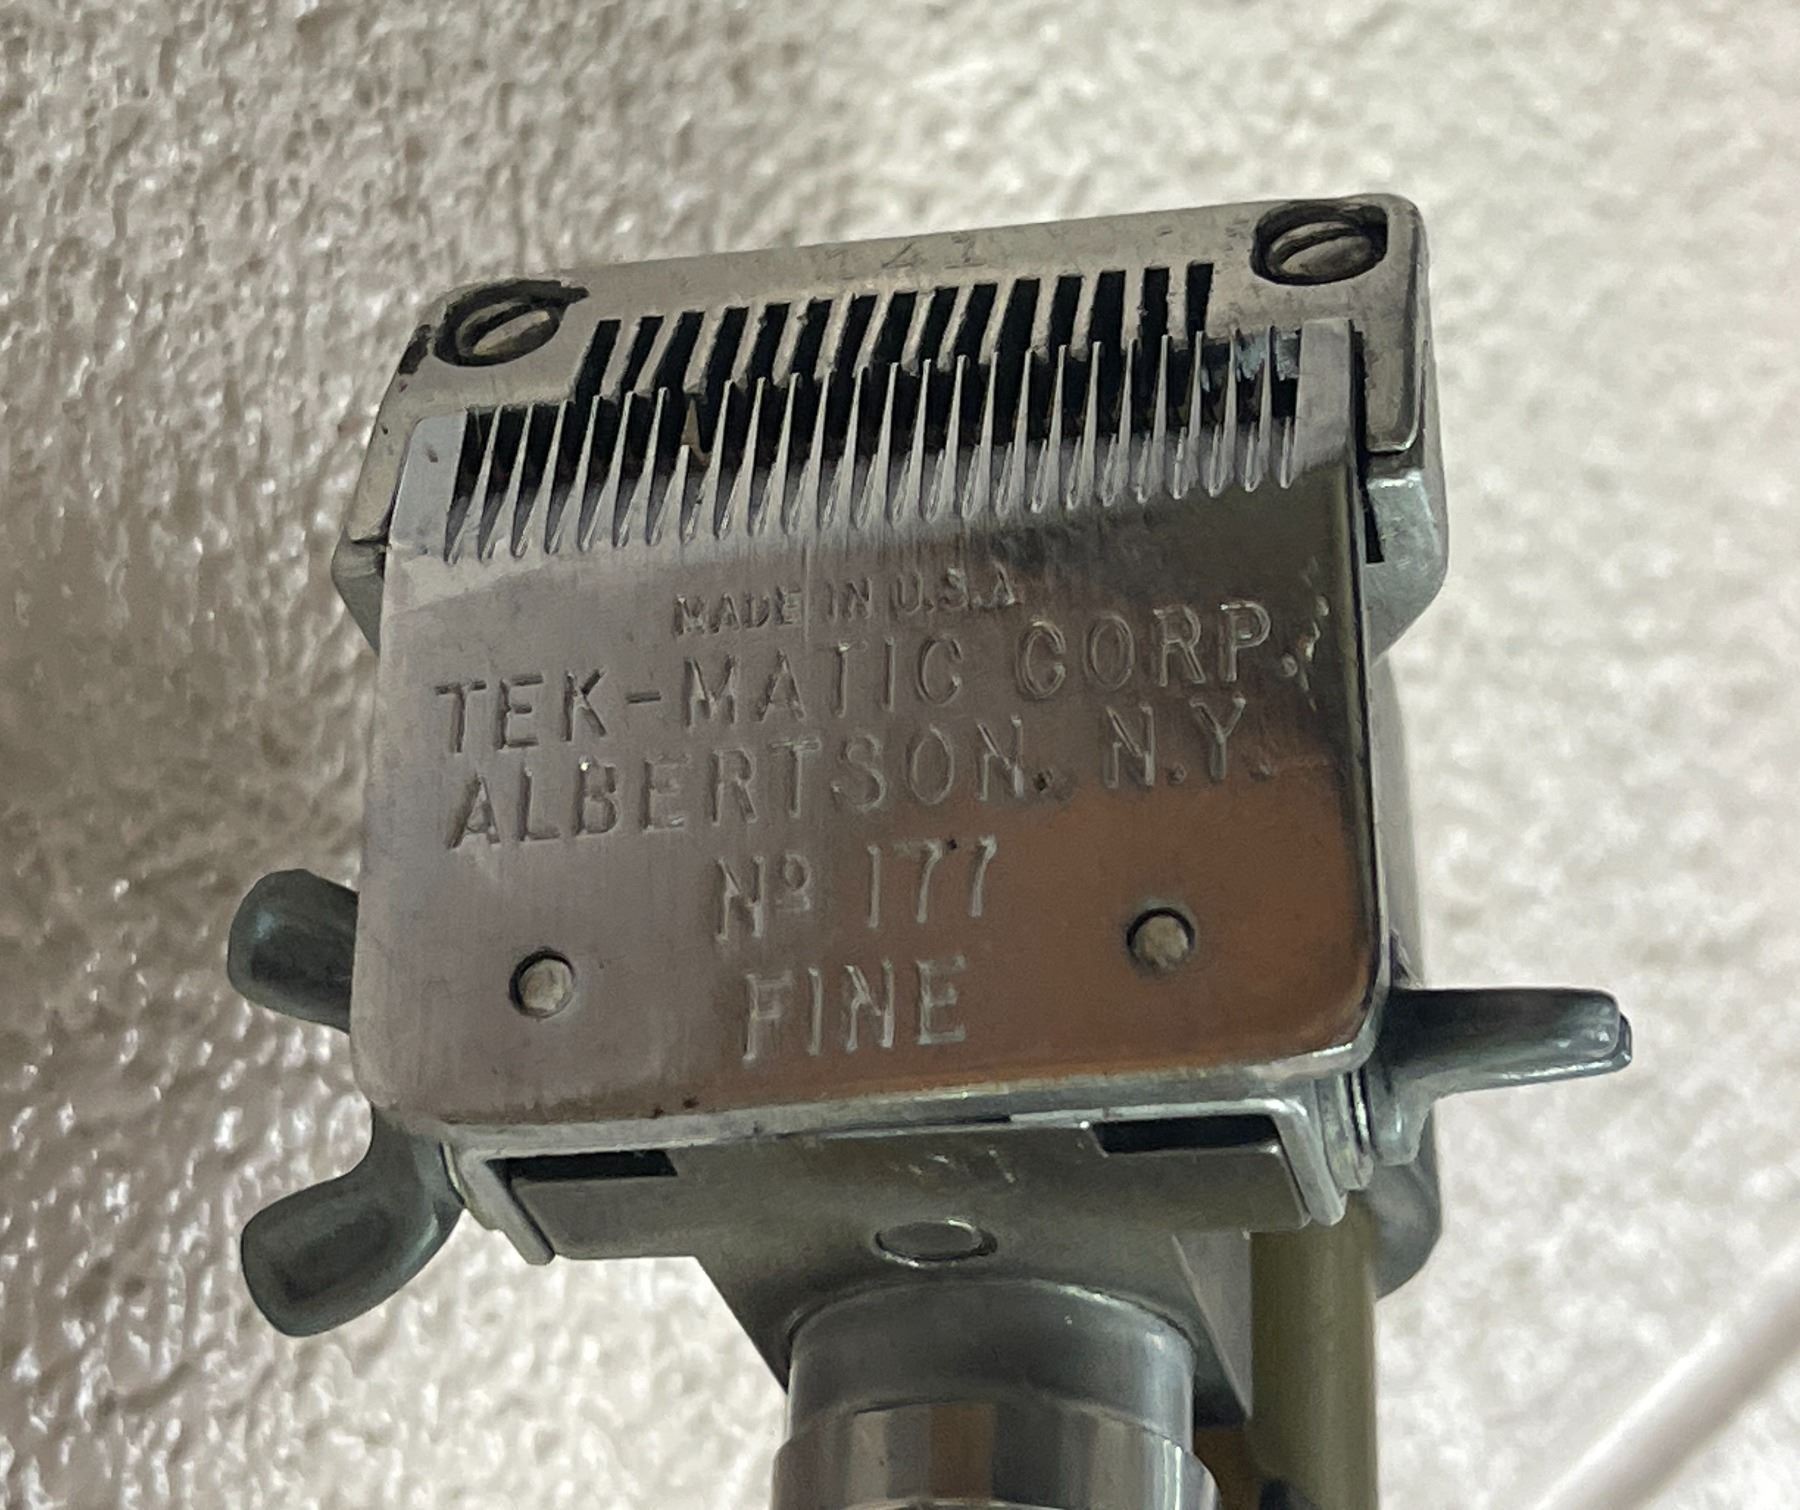 MADE IN U.S.A
TEK-MATIC CORP.
ALBERTSON, N.Y.
Nº 177
FINE